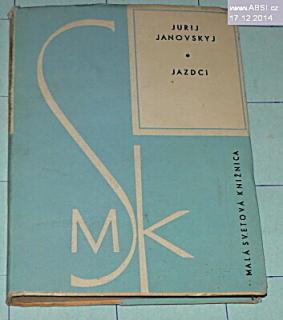 www.ABSI.cz
17.12.2014
JURIJ
JANOVSKYJ
JAZDCI
MALÁ SVETOVÁ KNIŽNICA
SMK